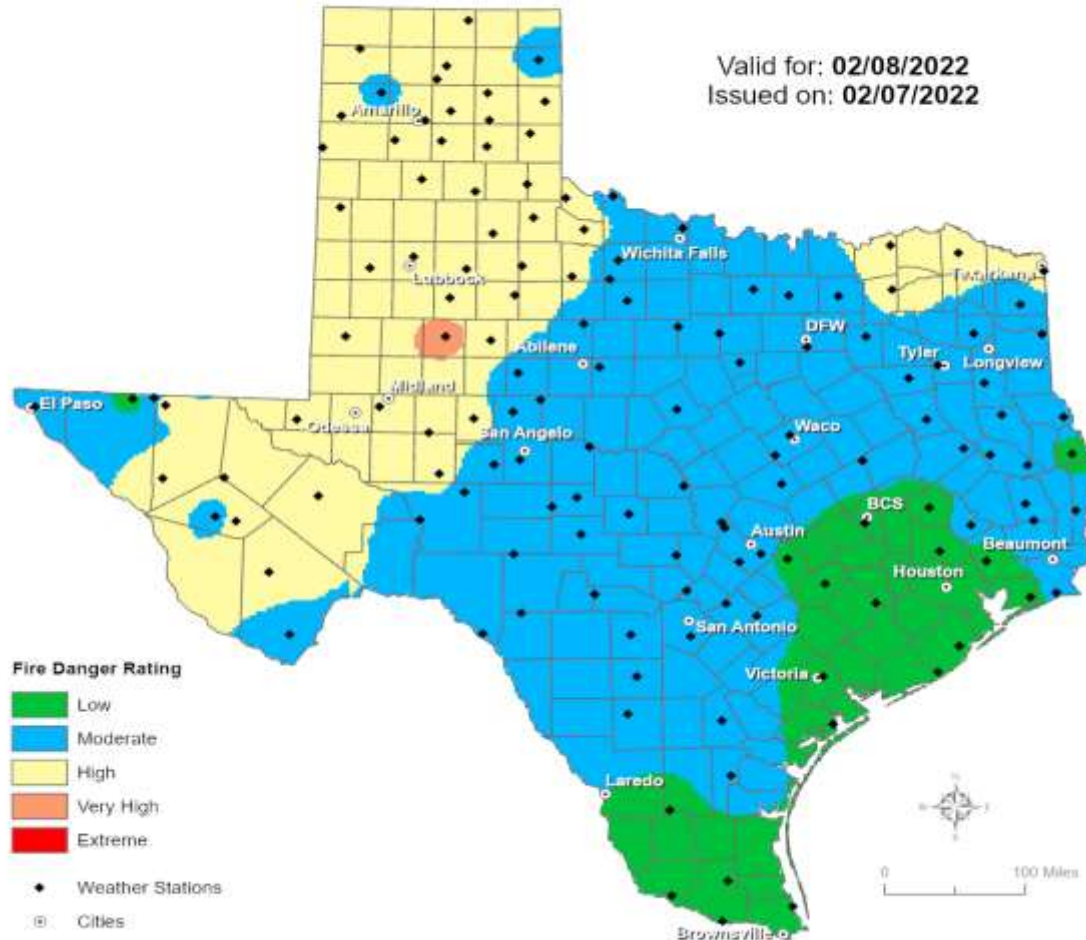 Valid for: 02/08/2022
Issued on: 02/07/2022
Amarillo
Wichita Falls
Lubbock
Texarkana
DFW
Abilene
Tyler
Longview
Midland
El Paso
Odessa
Waco
San Angelo
BCS
Austin
Beaumont
Houston
San Antonio
Victoria
Laredo
Brownsville
Fire Danger Rating
Low
Moderate
High
Very High
Extreme
Weather Stations
Cities
N
W
E
S
0
100 Miles